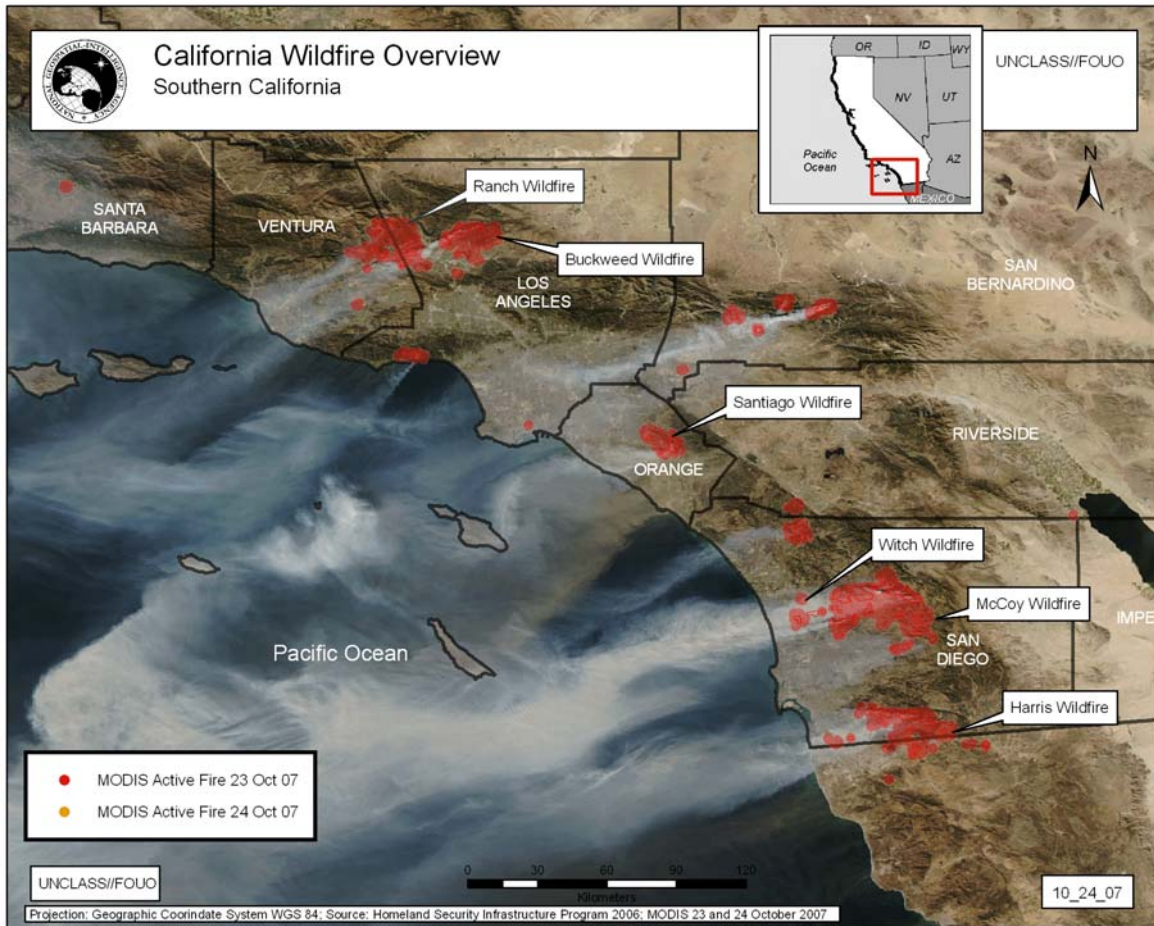 NATIONAL GEOSPATIAL-INTELLIGENCE AGENCY
California Wildfire Overview
Southern California
UNCLASS//FOUO
OR
ID
WY
NV
UT
AZ
Pacific
Ocean
MEXICO
N
SANTA
BARBARA
VENTURA
Ranch Wildfire
Buckweed Wildfire
LOS
ANGELES
SAN
BERNARDINO
Santiago Wildfire
ORANGE
RIVERSIDE
Witch Wildfire
McCoy Wildfire
IMPE
SAN
DIEGO
Pacific Ocean
Harris Wildfire
MODIS Active Fire 23 Oct 07
MODIS Active Fire 24 Oct 07
UNCLASS//FOUO
0 30 60 90 120
Kilometers
10_24_07
Projection: Geographic Coorindate System WGS 84; Source: Homeland Security Infrastructure Program 2006; MODIS 23 and 24 October 2007